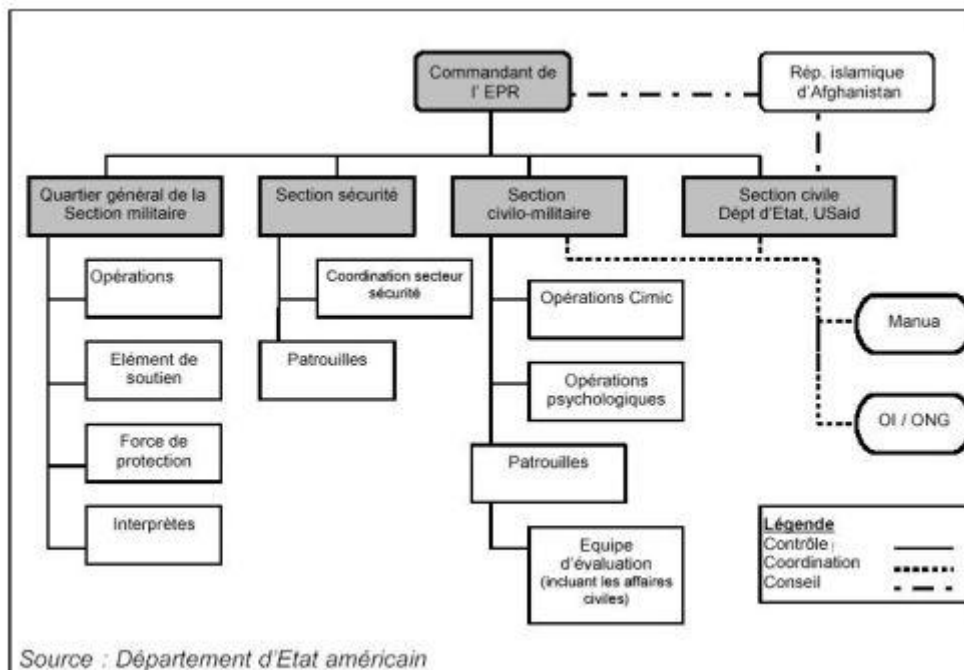 Commandant de
l' EPR
Rép. islamique
d'Afghanistan
Quartier général de la
Section militaire
Section sécurité
Section
civilo-militaire
Section civile
Dépt d'Etat, USaid
Opérations
Elément de
soutien
Force de
protection
Interprètes
Coordination secteur
sécurité
Patrouilles
Opérations Cimic
Opérations
psychologiques
Patrouilles
Equipe
d'évaluation
(incluant les affaires
civiles)
Manua
OI / ONG
Légende
Contrôle
Coordination
Conseil
Source : Département d'Etat américain